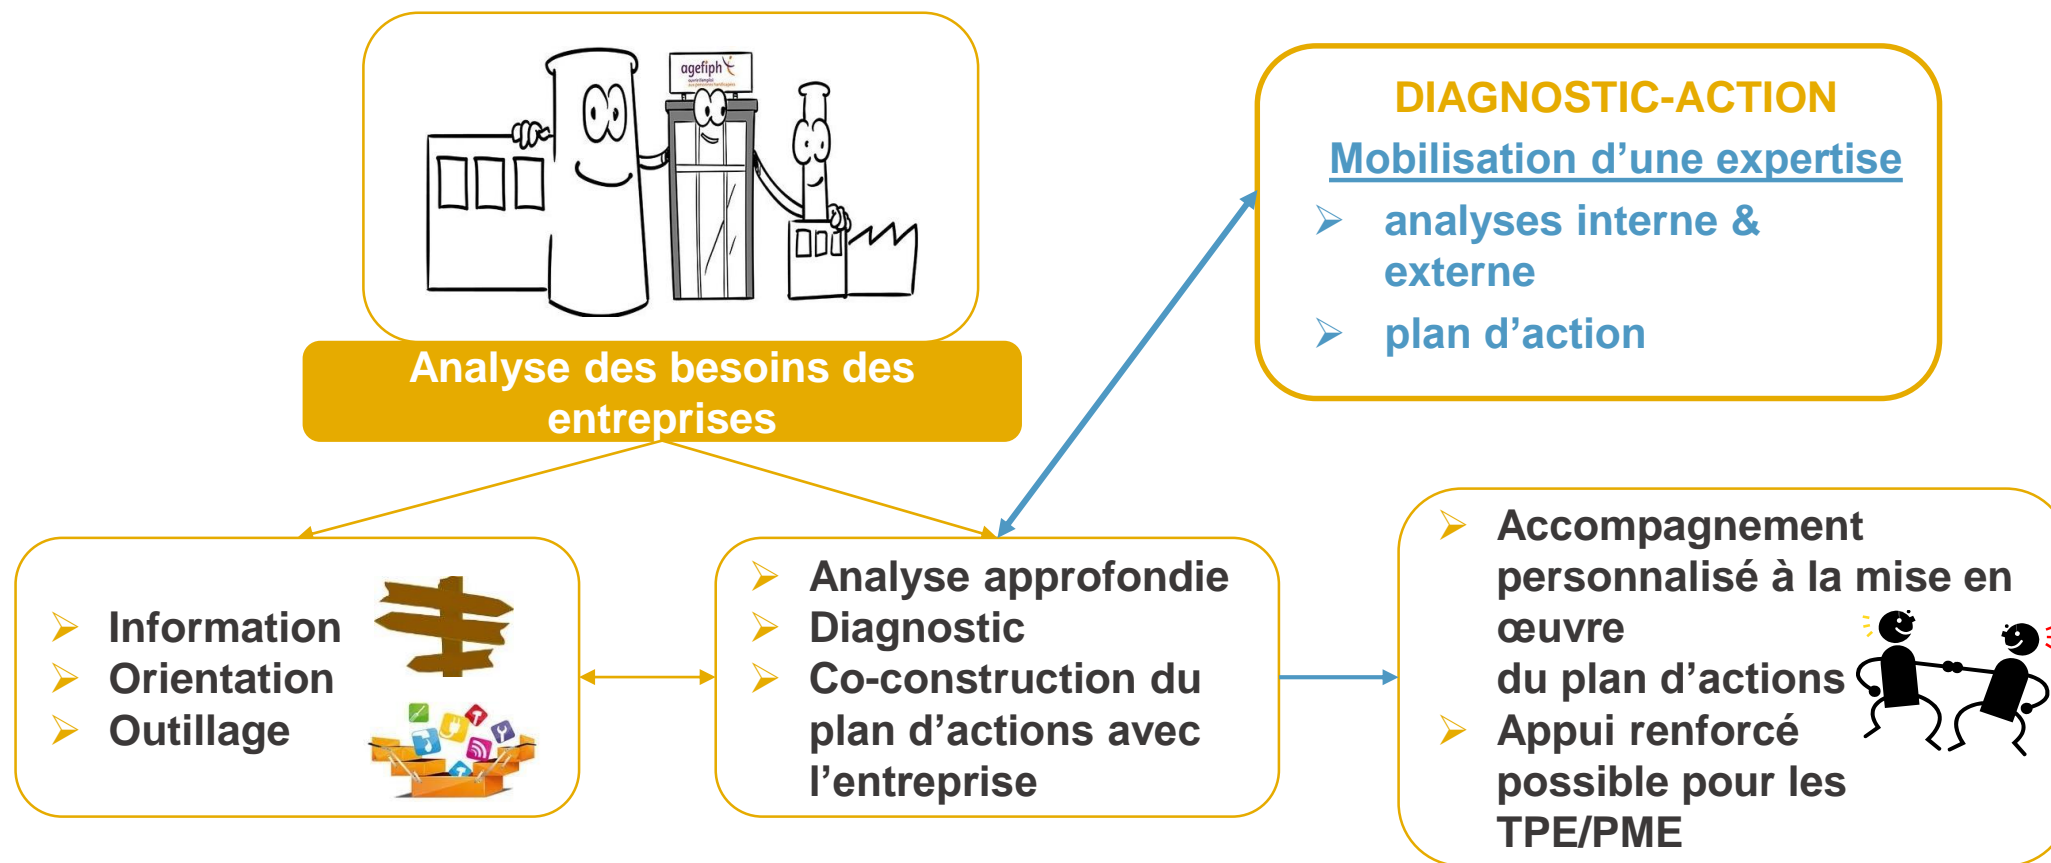 agefiph
DIAGNOSTIC-ACTION
Mobilisation d’une expertise
➢ analyses interne &
externe
➢ plan d’action
Analyse des besoins des
entreprises
➢ Information
➢ Orientation
➢ Outillage
➢ Analyse approfondie
➢ Diagnostic
➢ Co-construction du
plan d’actions avec
l’entreprise
➢ Accompagnement
personnalisé à la mise en
œuvre
du plan d’actions
➢ Appui renforcé
possible pour les
TPE/PME